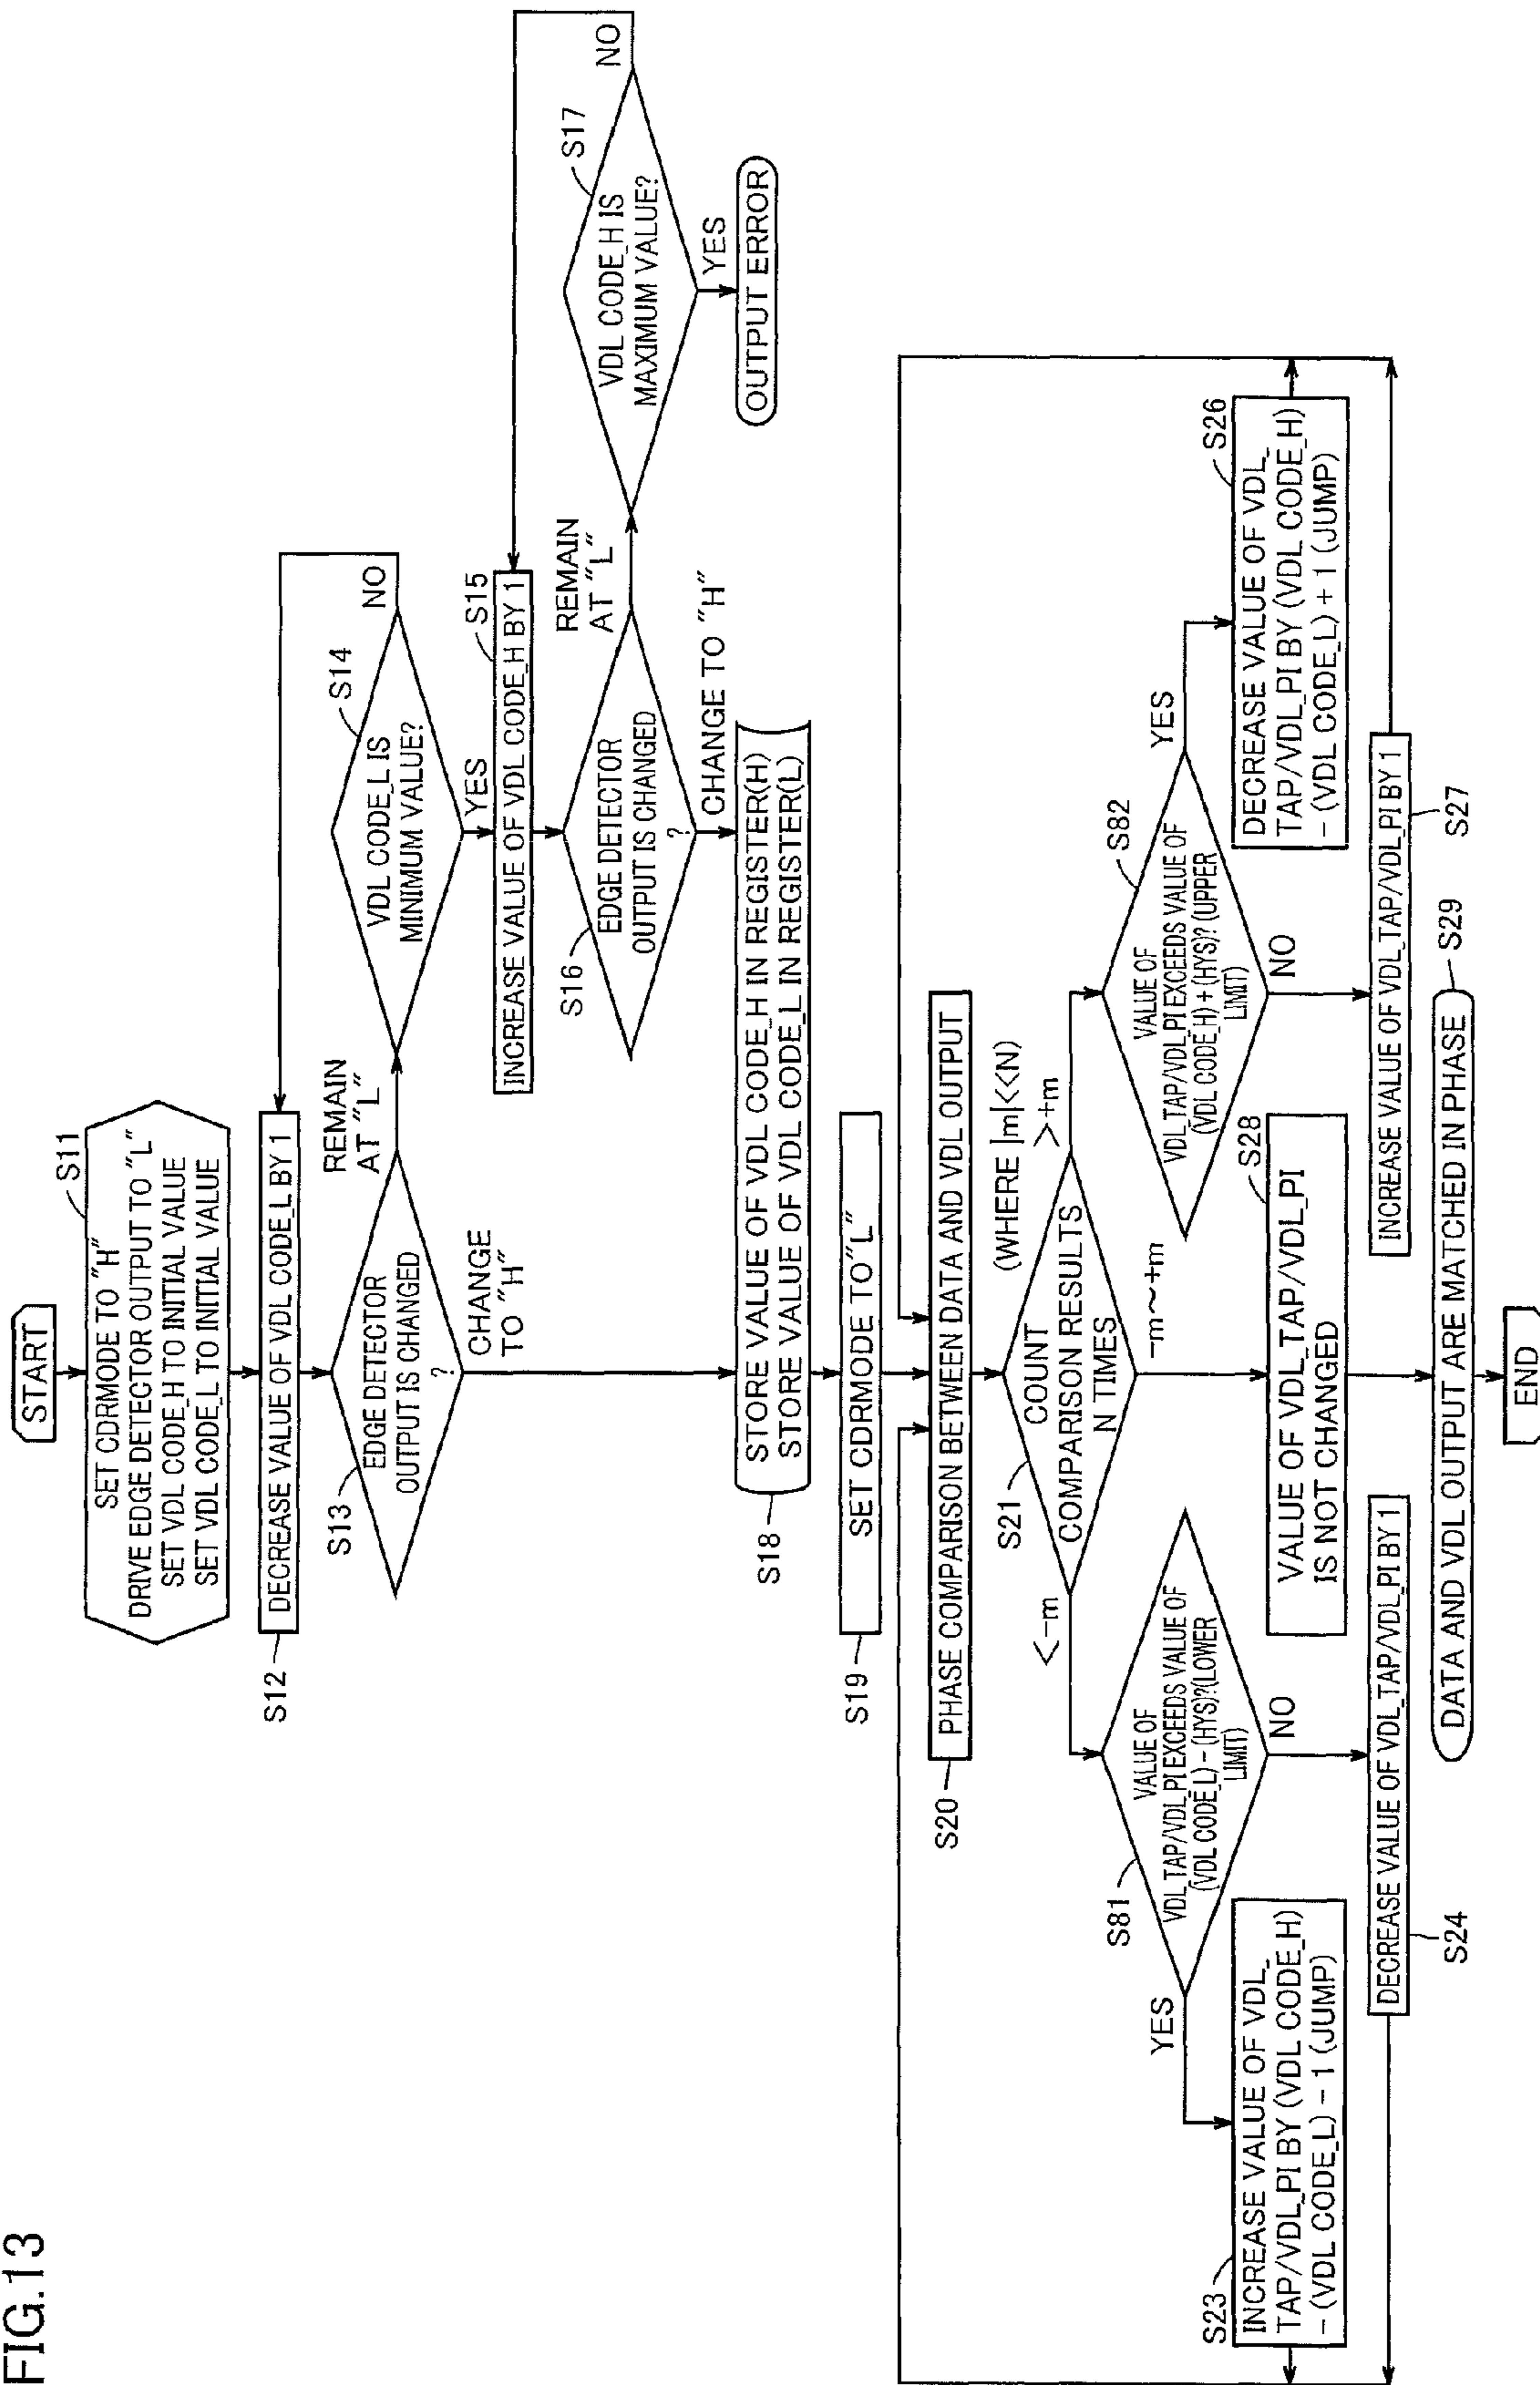 FIG.13
START
S11
SET CDRMODE TO "H"
DRIVE EDGE DETECTOR OUTPUT TO "L"
SET VDL CODE_H TO INITIAL VALUE
SET VDL CODE_L TO INITIAL VALUE
S12
DECREASE VALUE OF VDL CODE_L BY 1
S13
EDGE DETECTOR
OUTPUT IS CHANGED
?
REMAIN
AT "L"
CHANGE
TO "H"
S14
VDL CODE_L IS
MINIMUM VALUE?
NO
YES
S15
INCREASE VALUE OF VDL CODE_H BY 1
S16
EDGE DETECTOR
OUTPUT IS CHANGED
?
REMAIN
AT "L"
CHANGE TO "H"
S17
VDL CODE_H IS
MAXIMUM VALUE?
NO
YES
OUTPUT ERROR
S18
STORE VALUE OF VDL CODE_H IN REGISTER(H)
STORE VALUE OF VDL CODE_L IN REGISTER(L)
S19
SET CDRMODE TO "L"
S20
PHASE COMPARISON BETWEEN DATA AND VDL OUTPUT
S21
COUNT
COMPARISON RESULTS
N TIMES
(WHERE |m|<<N)
<-m
>+m
-m~+m
S81
VALUE OF
VDL_TAP/VDL_PI EXCEEDS VALUE OF
(VDL CODE_L) - (HYS)?(LOWER
LIMIT)
YES
NO
S82
VALUE OF
VDL_TAP/VDL_PI EXCEEDS VALUE OF
(VDL CODE_H) + (HYS)? (UPPER
LIMIT)
YES
NO
S23
INCREASE VALUE OF VDL_
TAP/VDL_PI BY (VDL CODE_H)
- (VDL CODE_L) - 1 (JUMP)
S28
VALUE OF VDL_TAP/VDL_PI
IS NOT CHANGED
S26
DECREASE VALUE OF VDL_
TAP/VDL_PI BY (VDL CODE_H)
- (VDL CODE_L) + 1 (JUMP)
DECREASE VALUE OF VDL_TAP/VDL_PI BY 1
S24
INCREASE VALUE OF VDL_TAP/VDL_PI BY 1
S27
DATA AND VDL OUTPUT ARE MATCHED IN PHASE
S29
END